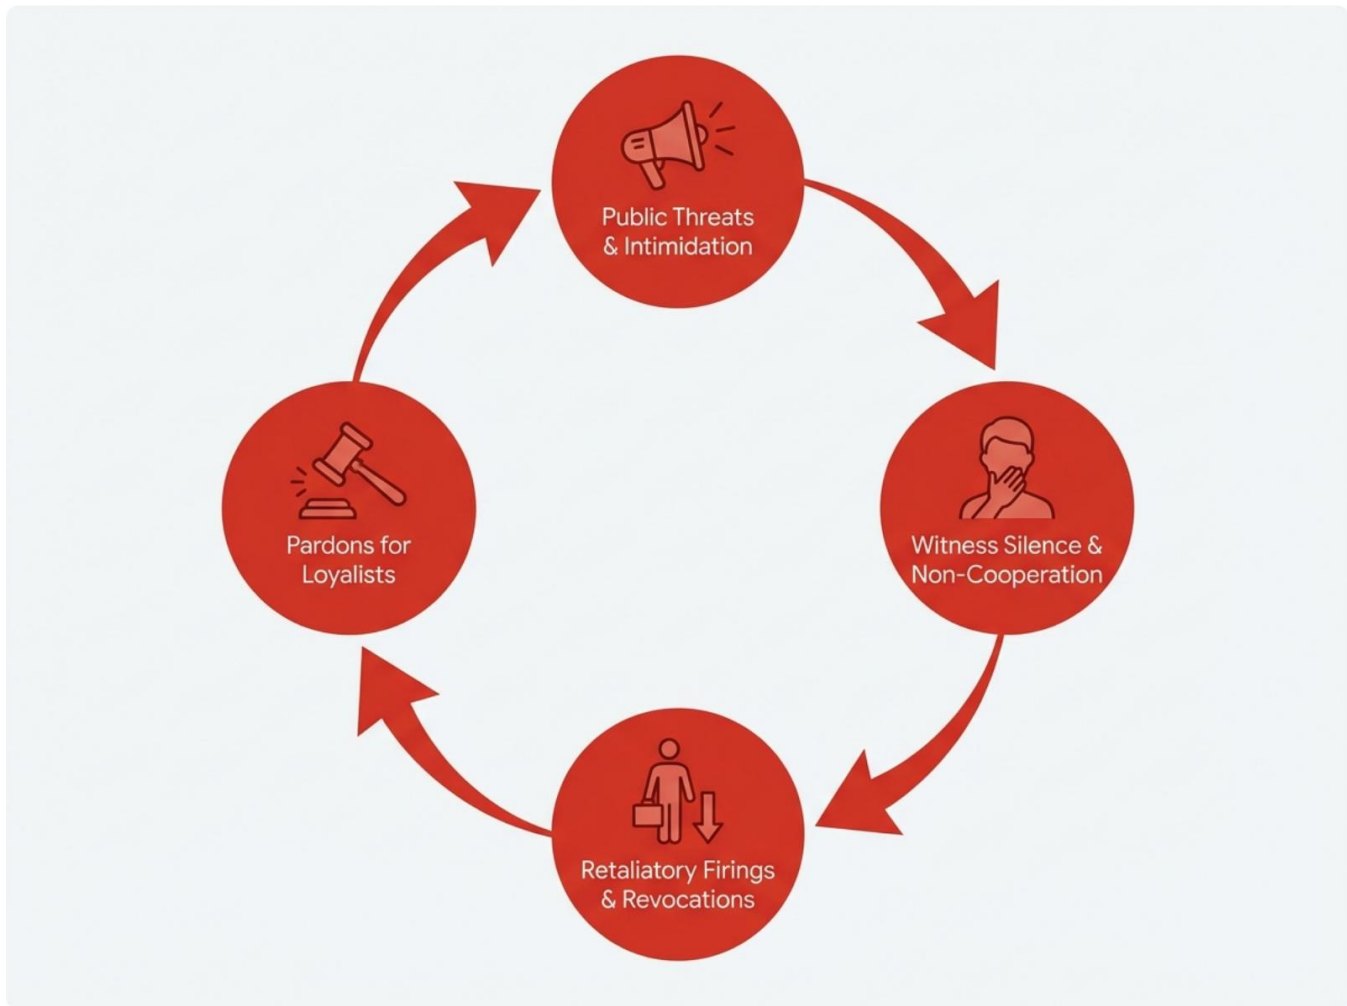 Public Threats
& Intimidation
Witness Silence &
Non-Cooperation
Retaliatory Firings
& Revocations
Pardons for
Loyalists